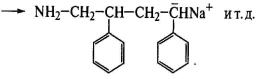 → NH₂-CH₂-CH-CH₂-C̄HNa⁺ и т. д.